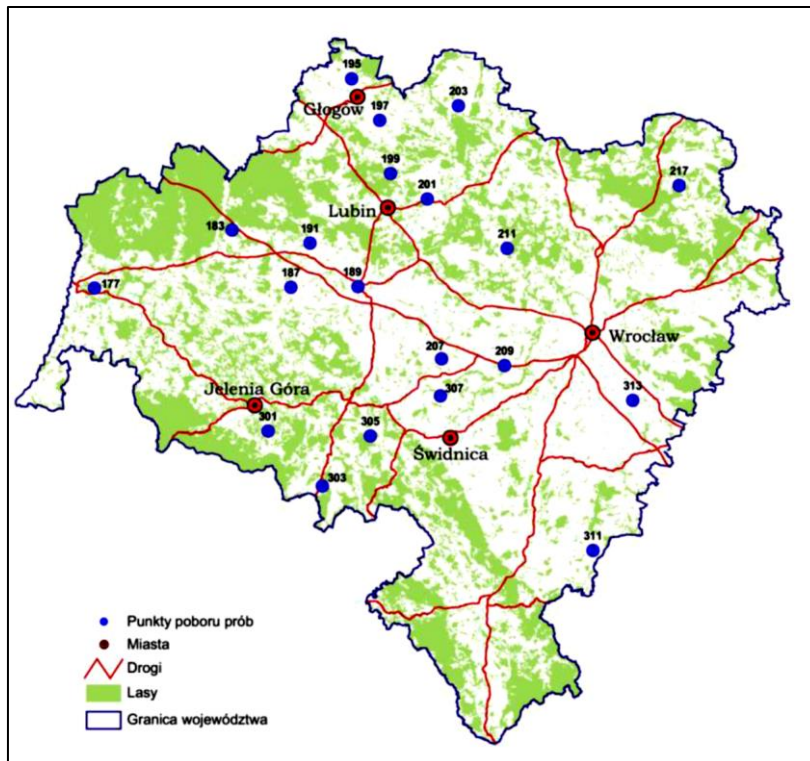 195
Głogów
197
203
199
201
Lubin
217
183
191
211
177
187
189
Wrocław
207
209
Jelenia Góra
307
313
301
305
Świdnica
303
311
Punkty poboru prób
Miasta
Drogi
Lasy
Granica województwa